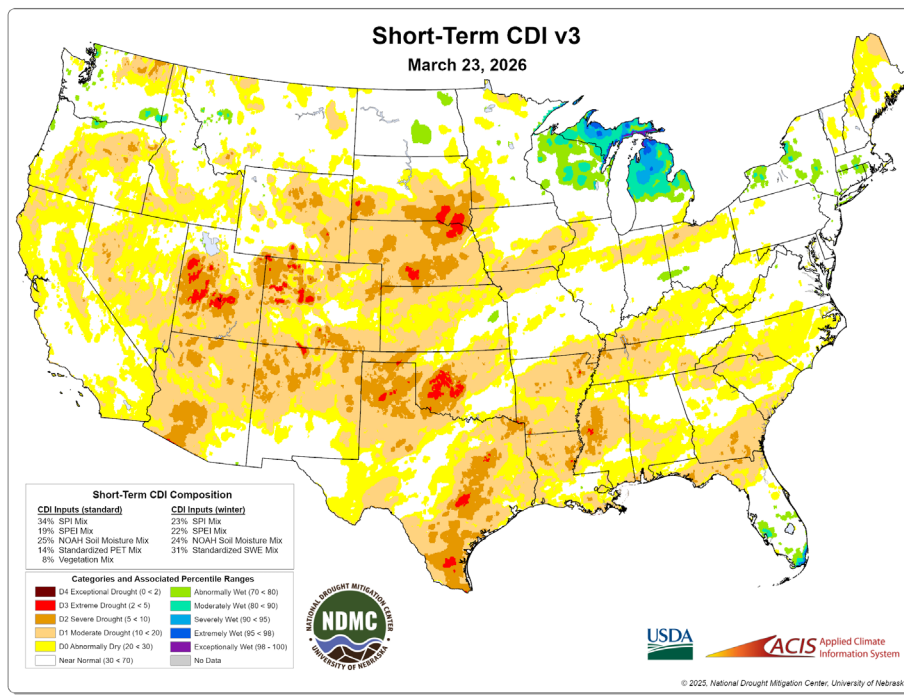 Short-Term CDI v3
March 23, 2026
Short-Term CDI Composition
CDI Inputs (standard)
34% SPI Mix
19% SPEI Mix
25% NOAH Soil Moisture Mix
14% Standardized PET Mix
8% Vegetation Mix
CDI Inputs (winter)
23% SPI Mix
22% SPEI Mix
24% NOAH Soil Moisture Mix
31% Standardized SWE Mix
Categories and Associated Percentile Ranges
D4 Exceptional Drought (0 < 2)
D3 Extreme Drought (2 < 5)
D2 Severe Drought (5 < 10)
D1 Moderate Drought (10 < 20)
D0 Abnormally Dry (20 < 30)
Near Normal (30 < 70)
Abnormally Wet (70 < 80)
Moderately Wet (80 < 90)
Severely Wet (90 < 95)
Extremely Wet (95 < 98)
Exceptionally Wet (98 - 100)
No Data
NATIONAL DROUGHT MITIGATION CENTER
NDMC
UNIVERSITY OF NEBRASKA
USDA
ACIS Applied Climate
Information System
© 2025, National Drought Mitigation Center, University of Nebrask